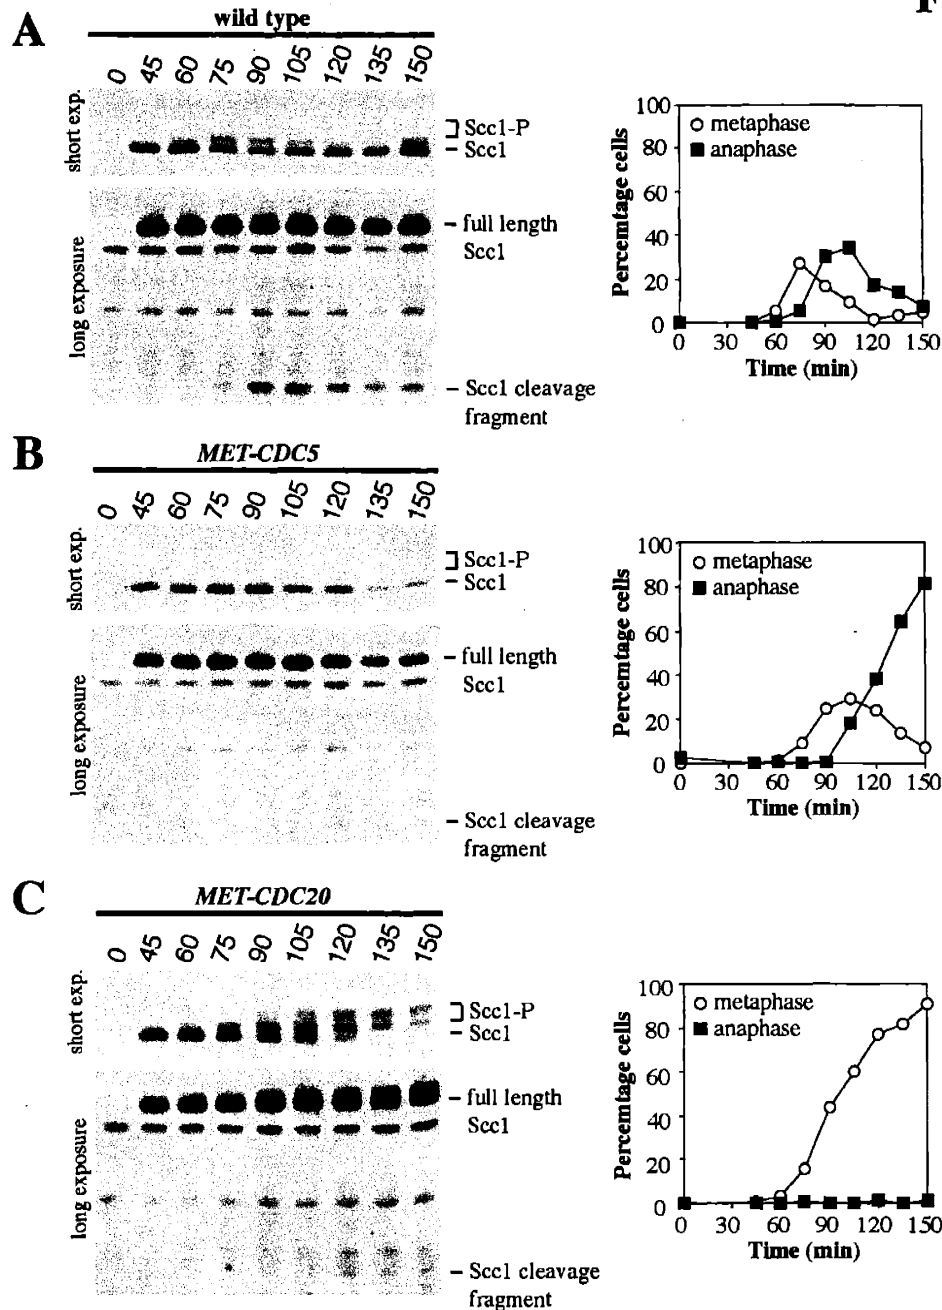 F
A
wild type
0 45 60 75 90 105 120 135 150
short exp.
Scc1-P
Scc1
long exposure
full length
Scc1
Scc1 cleavage
fragment
Percemtage cells
100
80
60
40
20
0
metaphase
anaphase
0 30 60 90 120 150
Time (min)
B
MET-CDC5
0 45 60 75 90 105 120 135 150
short exp.
Scc1-P
Scc1
long exposure
full length
Scc1
Scc1 cleavage
fragment
Percemtage cells
100
80
60
40
20
0
metaphase
anaphase
0 30 60 90 120 150
Time (min)
C
MET-CDC20
0 45 60 75 90 105 120 135 150
short exp.
Scc1-P
Scc1
long exposure
full length
Scc1
Scc1 cleavage
fragment
Percemtage cells
100
80
60
40
20
0
metaphase
anaphase
0 30 60 90 120 150
Time (min)